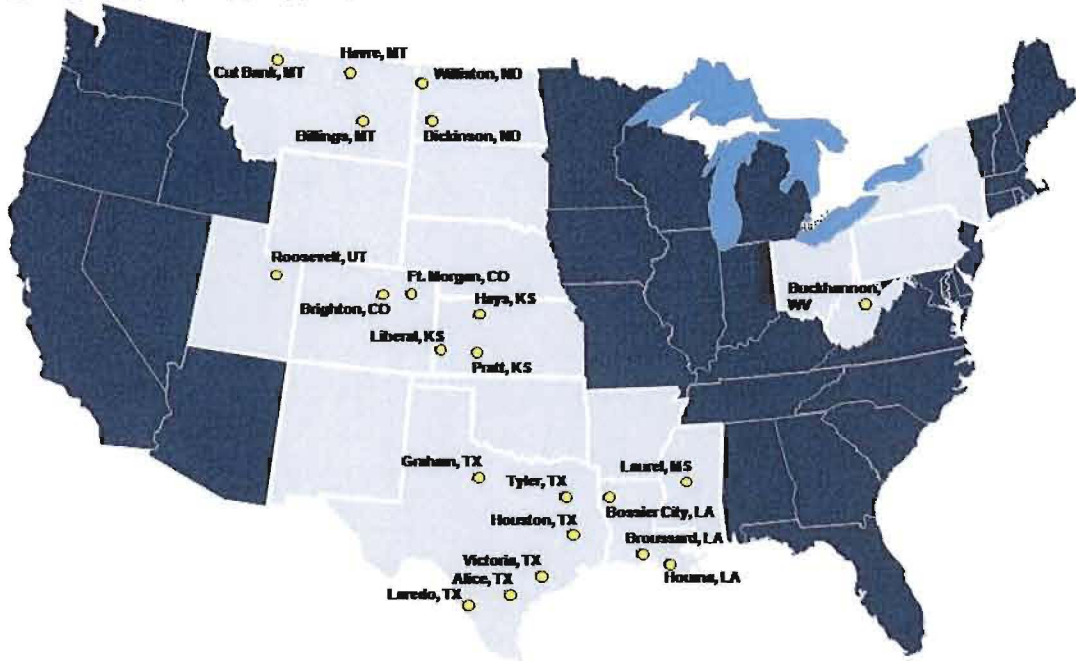 Havre, MT
Cut Bank, MT
Williston, ND
Billings, MT
Dickinson, ND
Roosevelt, UT
Ft. Morgan, CO
Brighton, CO
Hays, KS
Buckhannon,
WV
Liberal, KS
Pratt, KS
Graham, TX
Laurel, MS
Tyler, TX
Bossier City, LA
Houston, TX
Broussard, LA
Victoria, TX
Houma, LA
Alice, TX
Laredo, TX